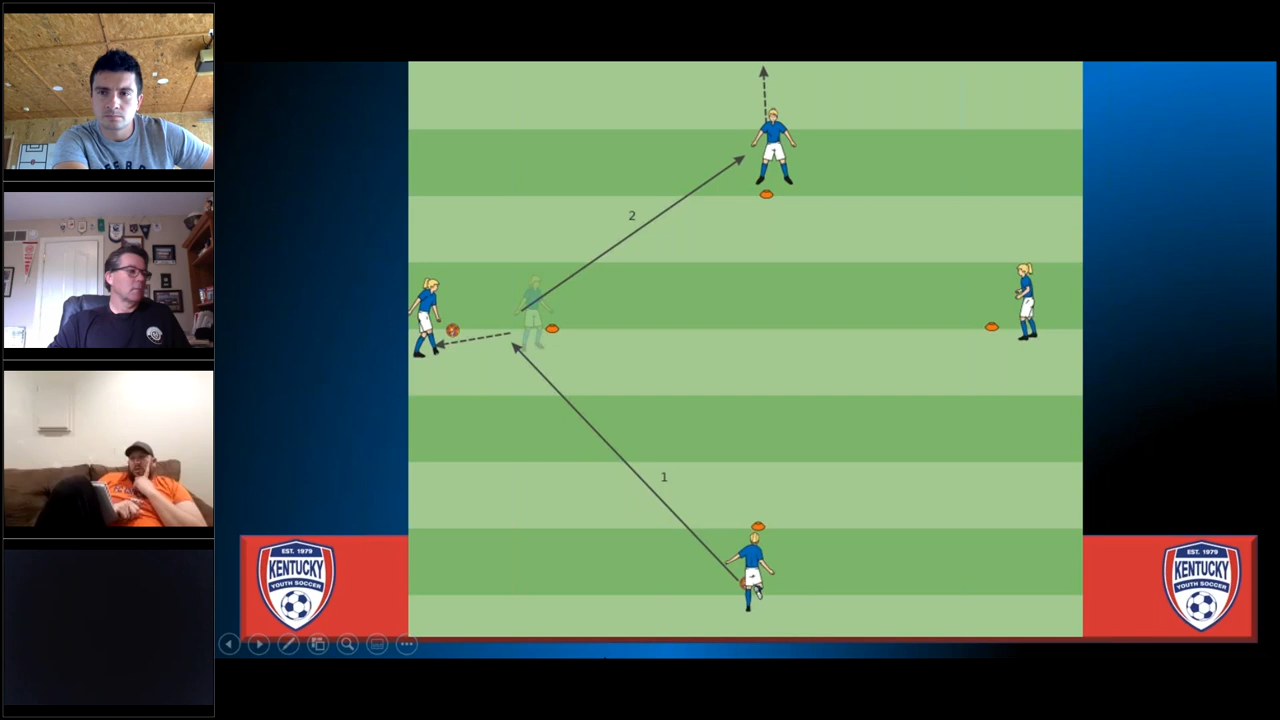 2
1
EST. 1979
KENTUCKY
YOUTH SOCCER
EST. 1979
KENTUCKY
YOUTH SOCCER